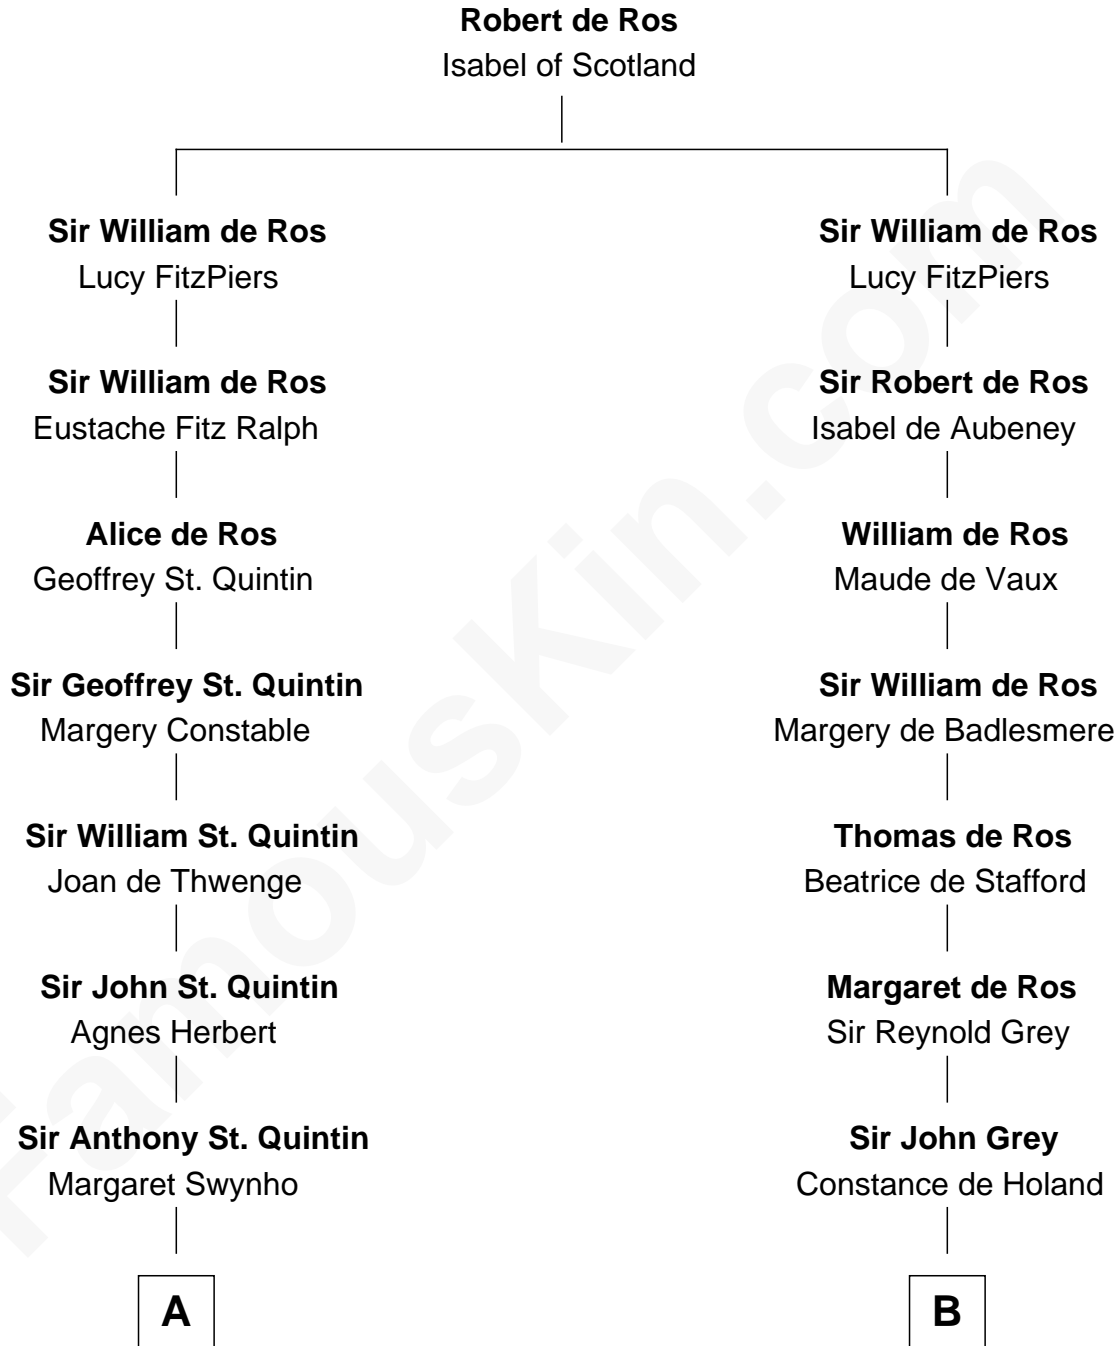 Robert de Ros
Isabel of Scotland
Sir William de Ros
Lucy FitzPiers
Sir William de Ros
Lucy FitzPiers
Sir William de Ros
Eustache Fitz Ralph
Sir Robert de Ros
Isabel de Aubeney
Alice de Ros
Geoffrey St. Quintin
William de Ros
Maude de Vaux
Sir Geoffrey St. Quintin
Margery Constable
Sir William de Ros
Margery de Badlesmere
Sir William St. Quintin
Joan de Thwenge
Thomas de Ros
Beatrice de Stafford
Sir John St. Quintin
Agnes Herbert
Margaret de Ros
Sir Reynold Grey
Sir Anthony St. Quintin
Margaret Swynho
Sir John Grey
Constance de Holand
A
B
FamousKin.com